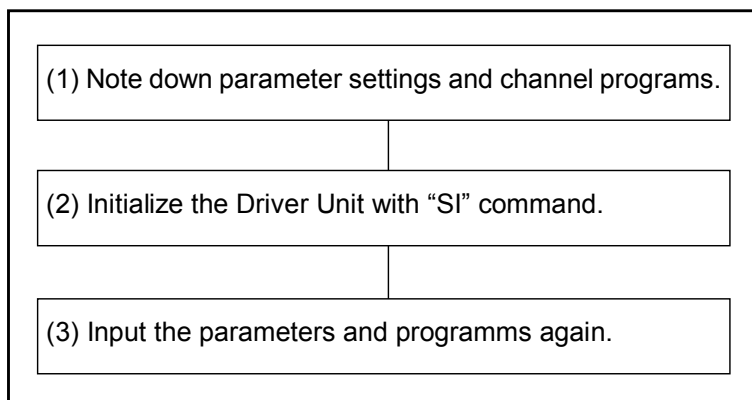 (1) Note down parameter settings and channel programs.
(2) Initialize the Driver Unit with “SI” command.
(3) Input the parameters and programms again.